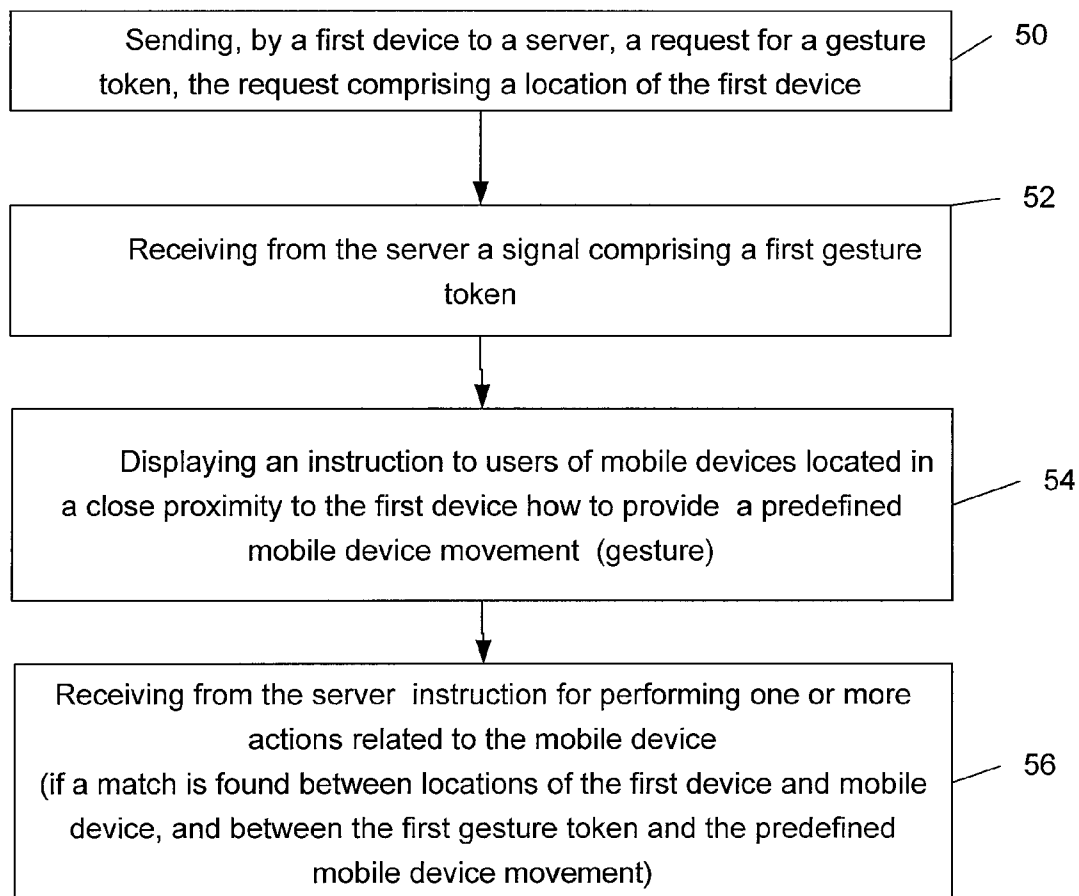 Sending, by a first device to a server, a request for a gesture
token, the request comprising a location of the first device
50
Receiving from the server a signal comprising a first gesture
token
52
Displaying an instruction to users of mobile devices located in
a close proximity to the first device how to provide a predefined
mobile device movement (gesture)
54
Receiving from the server instruction for performing one or more
actions related to the mobile device
(if a match is found between locations of the first device and mobile
device, and between the first gesture token and the predefined
mobile device movement)
56